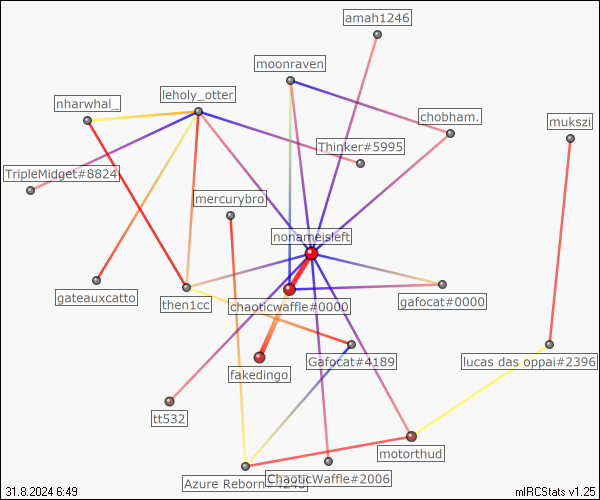 amah1246
moonraven
leholy_otter
nharwhal_
chobham.
mukszi
Thinker#5995
TripleMidget#8824
mercurybro
nonameisleft
gateauxcatto
then1cc
chaoticwaffle#0000
gafocat#0000
Gafocat#4189
lucas das oppai#2396
fakedingo
tt532
motorthud
Azure Reborn#4243
ChaoticWaffle#2006
31.8.2024 6:49
mIRCStats v1.25